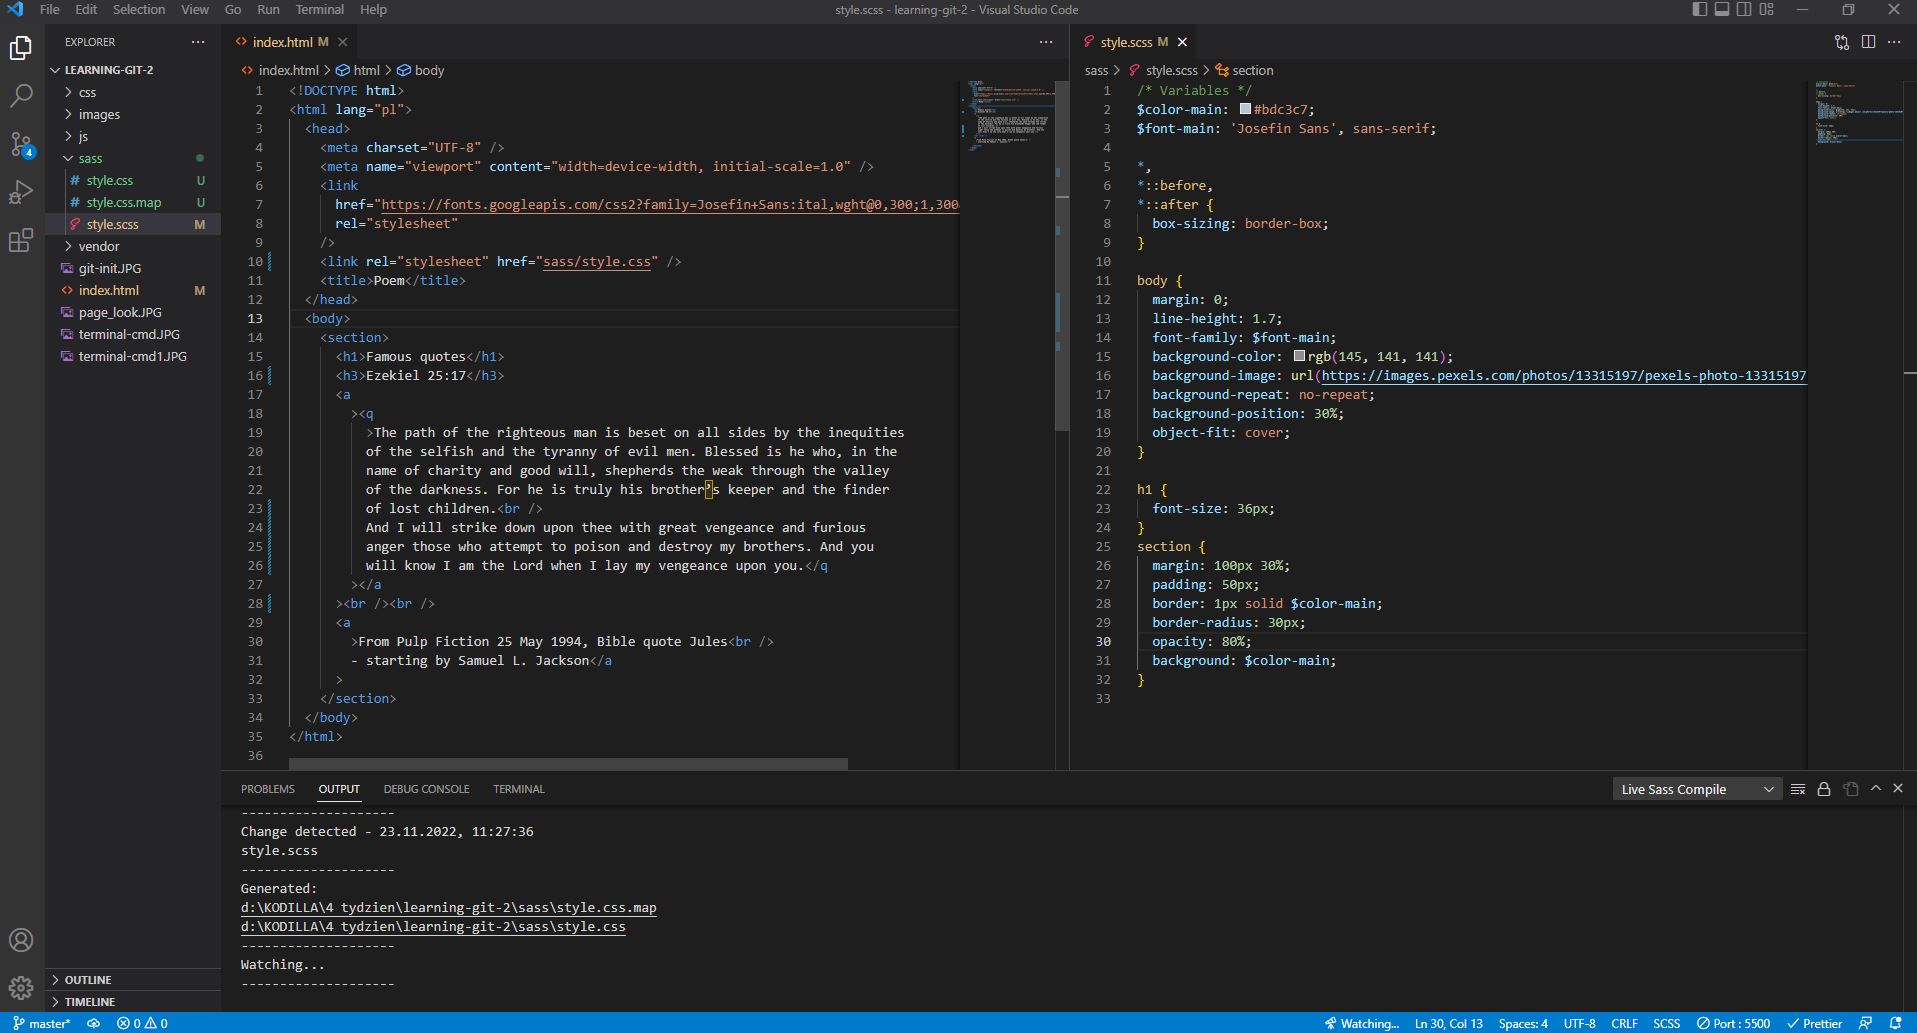 File Edit Selection View Go Run Terminal Help
style.scss - learning-git-2 - Visual Studio Code
EXPLORER
LEARNING-GIT-2
css
images
js
sass
style.css U
style.css.map U
style.scss M
vendor
git-init.JPG
index.html M
page_look.JPG
terminal-cmd.JPG
terminal-cmd1.JPG
OUTLINE
TIMELINE
4
index.html M
index.html > html > body
1 <!DOCTYPE html>
2 <html lang="pl">
3 <head>
4 <meta charset="UTF-8" />
5 <meta name="viewport" content="width=device-width, initial-scale=1.0" />
6 <link
7 href="https://fonts.googleapis.com/css2?family=Josefin+Sans:ital,wght@0,300;1,300
8 rel="stylesheet"
9 />
10 <link rel="stylesheet" href="sass/style.css" />
11 <title>Poem</title>
12 </head>
13 <body>
14 <section>
15 <h1>Famous quotes</h1>
16 <h3>Ezekiel 25:17</h3>
17 <a
18 ><q
19 >The path of the righteous man is beset on all sides by the inequities
20 of the selfish and the tyranny of evil men. Blessed is he who, in the
21 name of charity and good will, shepherds the weak through the valley
22 of the darkness. For he is truly his brother’s keeper and the finder
23 of lost children.<br />
24 And I will strike down upon thee with great vengeance and furious
25 anger those who attempt to poison and destroy my brothers. And you
26 will know I am the Lord when I lay my vengeance upon you.</q
27 ></a
28 ><br /><br />
29 <a
30 >From Pulp Fiction 25 May 1994, Bible quote Jules<br />
31 - starting by Samuel L. Jackson</a
32 >
33 </section>
34 </body>
35 </html>
36
style.scss M
sass > style.scss > section
1 /* Variables */
2 $color-main: #bdc3c7;
3 $font-main: 'Josefin Sans', sans-serif;
4
5 *,
6 *::before,
7 *::after {
8 box-sizing: border-box;
9 }
10
11 body {
12 margin: 0;
13 line-height: 1.7;
14 font-family: $font-main;
15 background-color: rgb(145, 141, 141);
16 background-image: url(https://images.pexels.com/photos/13315197/pexels-photo-13315197
17 background-repeat: no-repeat;
18 background-position: 30%;
19 object-fit: cover;
20 }
21
22 h1 {
23 font-size: 36px;
24 }
25 section {
26 margin: 100px 30%;
27 padding: 50px;
28 border: 1px solid $color-main;
29 border-radius: 30px;
30 opacity: 80%;
31 background: $color-main;
32 }
33
PROBLEMS OUTPUT DEBUG CONSOLE TERMINAL
Live Sass Compile
--------------------
Change detected - 23.11.2022, 11:27:36
style.scss
--------------------
Generated:
d:\KODILLA\4 tydzien\learning-git-2\sass\style.css.map
d:\KODILLA\4 tydzien\learning-git-2\sass\style.css
--------------------
Watching...
--------------------
master* 0 0
Watching... Ln 30, Col 13 Spaces: 4 UTF-8 CRLF SCSS Port : 5500 Prettier